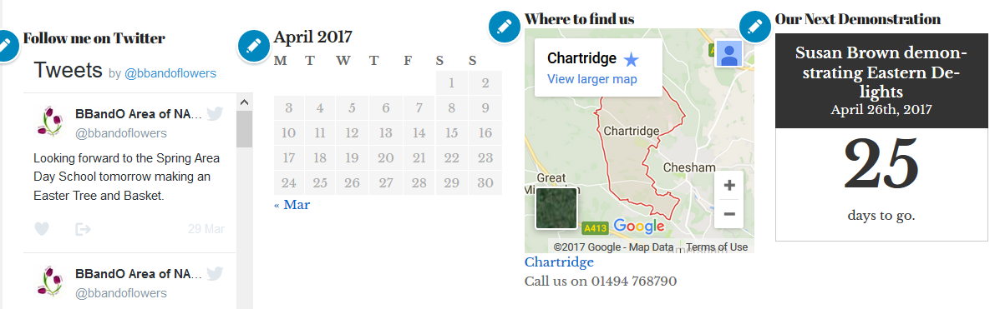 Follow me on Twitter
Tweets by @bbandoflowers
BBandO Area of NA...
@bbandoflowers
Looking forward to the Spring Area
Day School tomorrow making an
Easter Tree and Basket.
29 Mar
BBandO Area of NA...
@bbandoflowers
April 2017
M T W T F S S
1 2
3 4 5 6 7 8 9
10 11 12 13 14 15 16
17 18 19 20 21 22 23
24 25 26 27 28 29 30
« Mar
Where to find us
Chartridge
View larger map
Chartridge
Chesham
Great
A413
Google
+
−
©2017 Google - Map Data
Terms of Use
Chartridge
Call us on 01494 768790
Our Next Demonstration
Susan Brown demon-
strating Eastern De-
lights
April 26th, 2017
25
days to go.